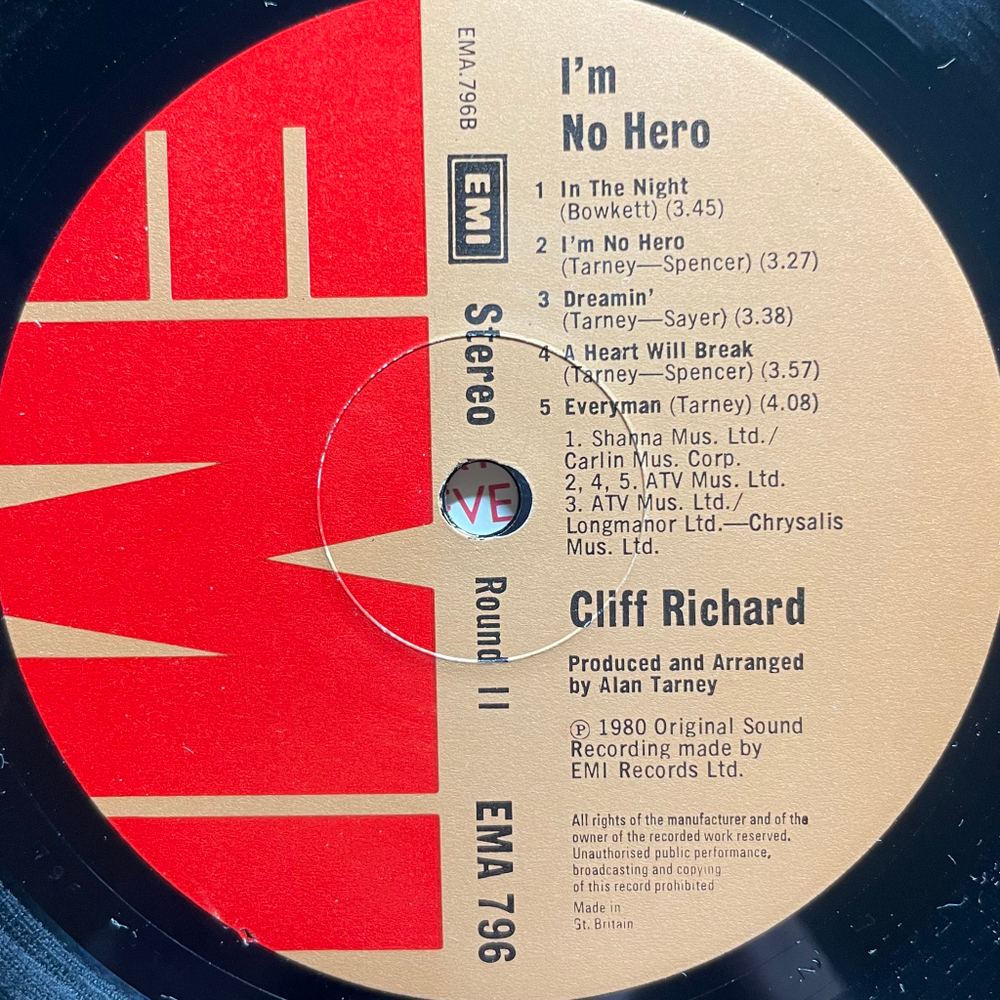 EMA.796B
EMI
Stereo
Round II
EMA 796
I'm
No Hero
1 In The Night
(Bowkett) (3.45)
2 I'm No Hero
(Tarney—Spencer) (3.27)
3 Dreamin'
(Tarney—Sayer) (3.38)
4 A Heart Will Break
(Tarney—Spencer) (3.57)
5 Everyman (Tarney) (4.08)
1. Shanna Mus. Ltd./
Carlin Mus. Corp.
2, 4, 5. ATV Mus. Ltd.
3. ATV Mus. Ltd./
Longmanor Ltd.—Chrysalis
Mus. Ltd.
Cliff Richard
Produced and Arranged
by Alan Tarney
Ⓟ 1980 Original Sound
Recording made by
EMI Records Ltd.
All rights of the manufacturer and of the
owner of the recorded work reserved.
Unauthorised public performance,
broadcasting and copying
of this record prohibited
Made in
Gt. Britain